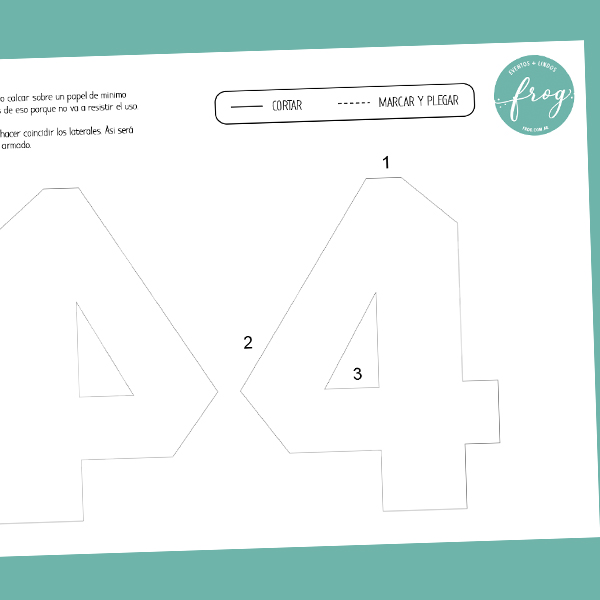 o calcar sobre un papel de mínimo
s de eso porque no va a resistir el uso
hacer coincidir los laterales. Así será
armado.
CORTAR
MARCAR Y PLEGAR
EVENTOS + LINDOS
frog.
FROG.COM.AR
1
2
3